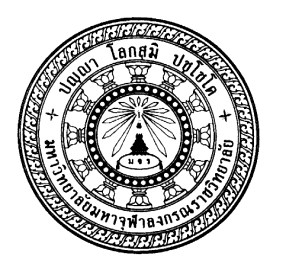 ปญฺญา โลกสฺมิ ปชฺโชโต
ม จ ร
มหาวิทยาลัยมหาจุฬาลงกรณราชวิทยาลัย